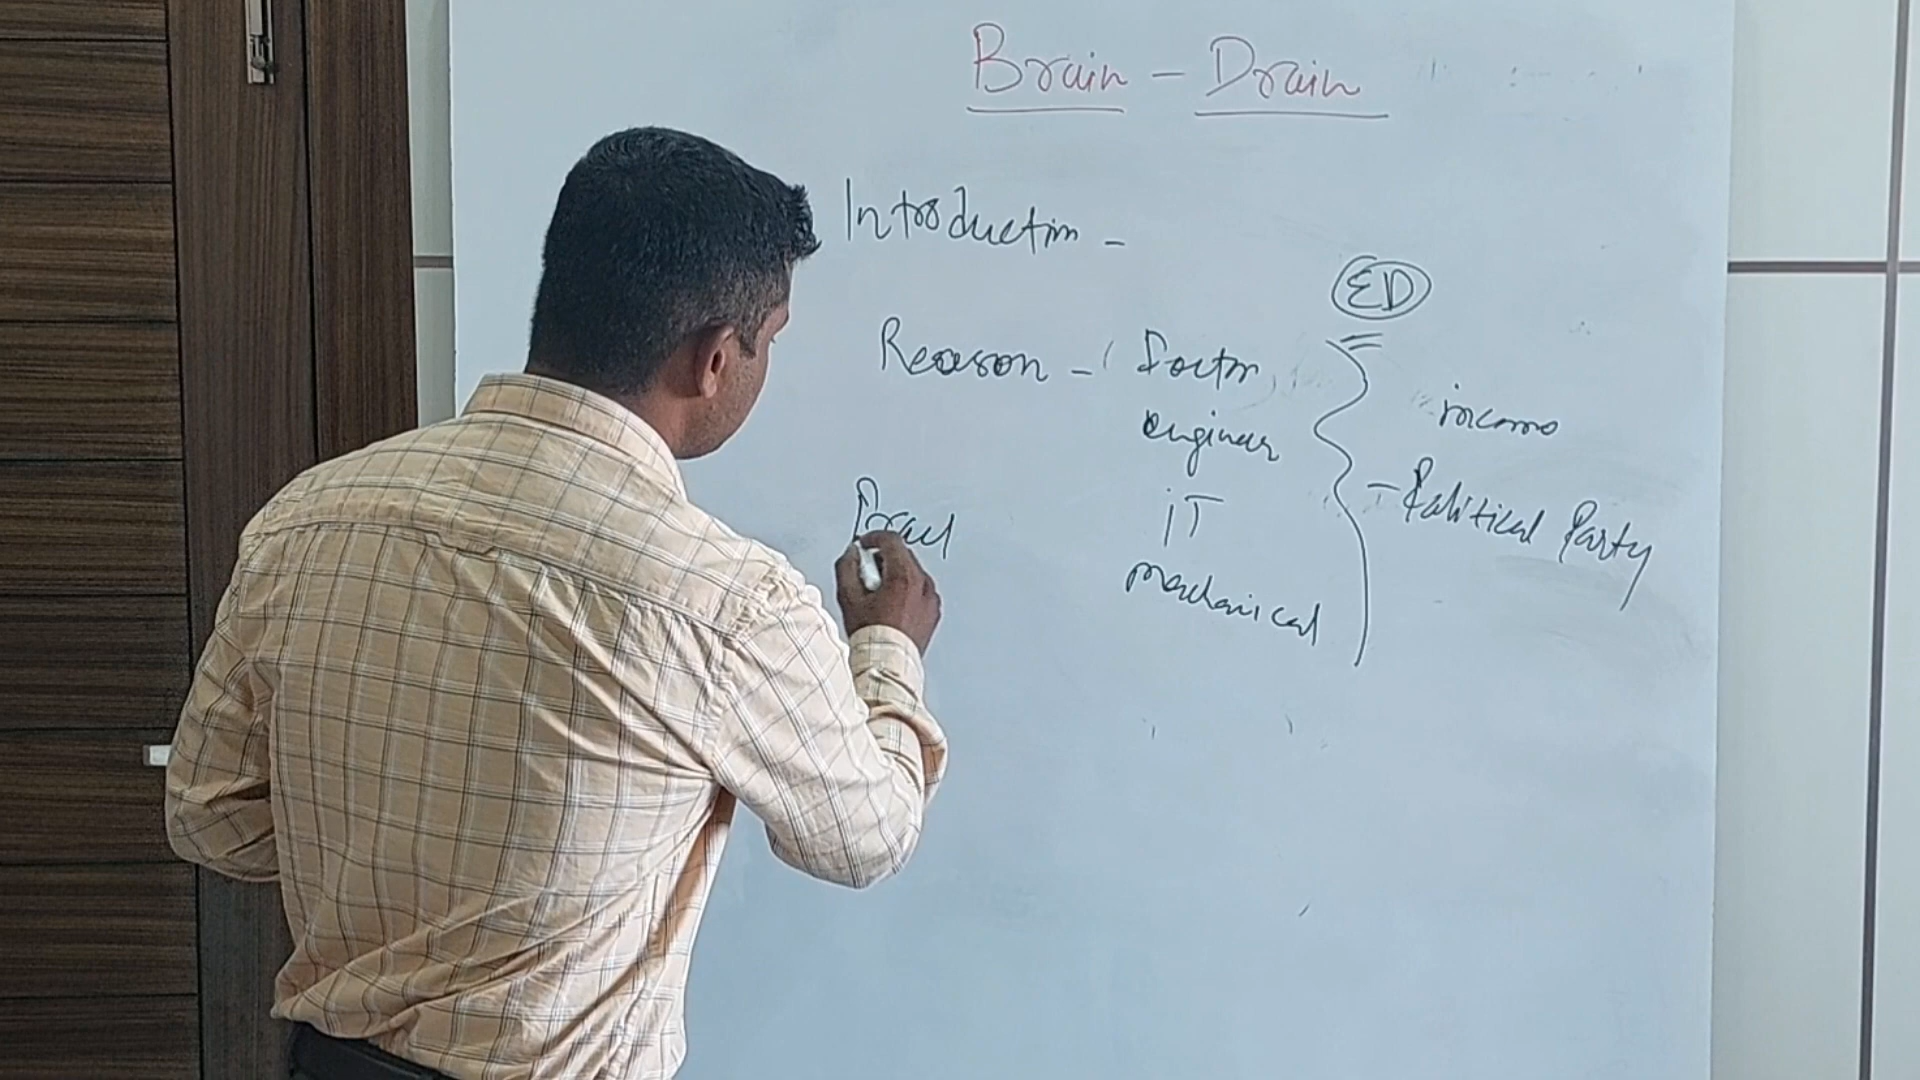 Brain - Drain
Introduction -
ED
Reason - Doctor
engineer
income
iT
- Political Party
mechanical